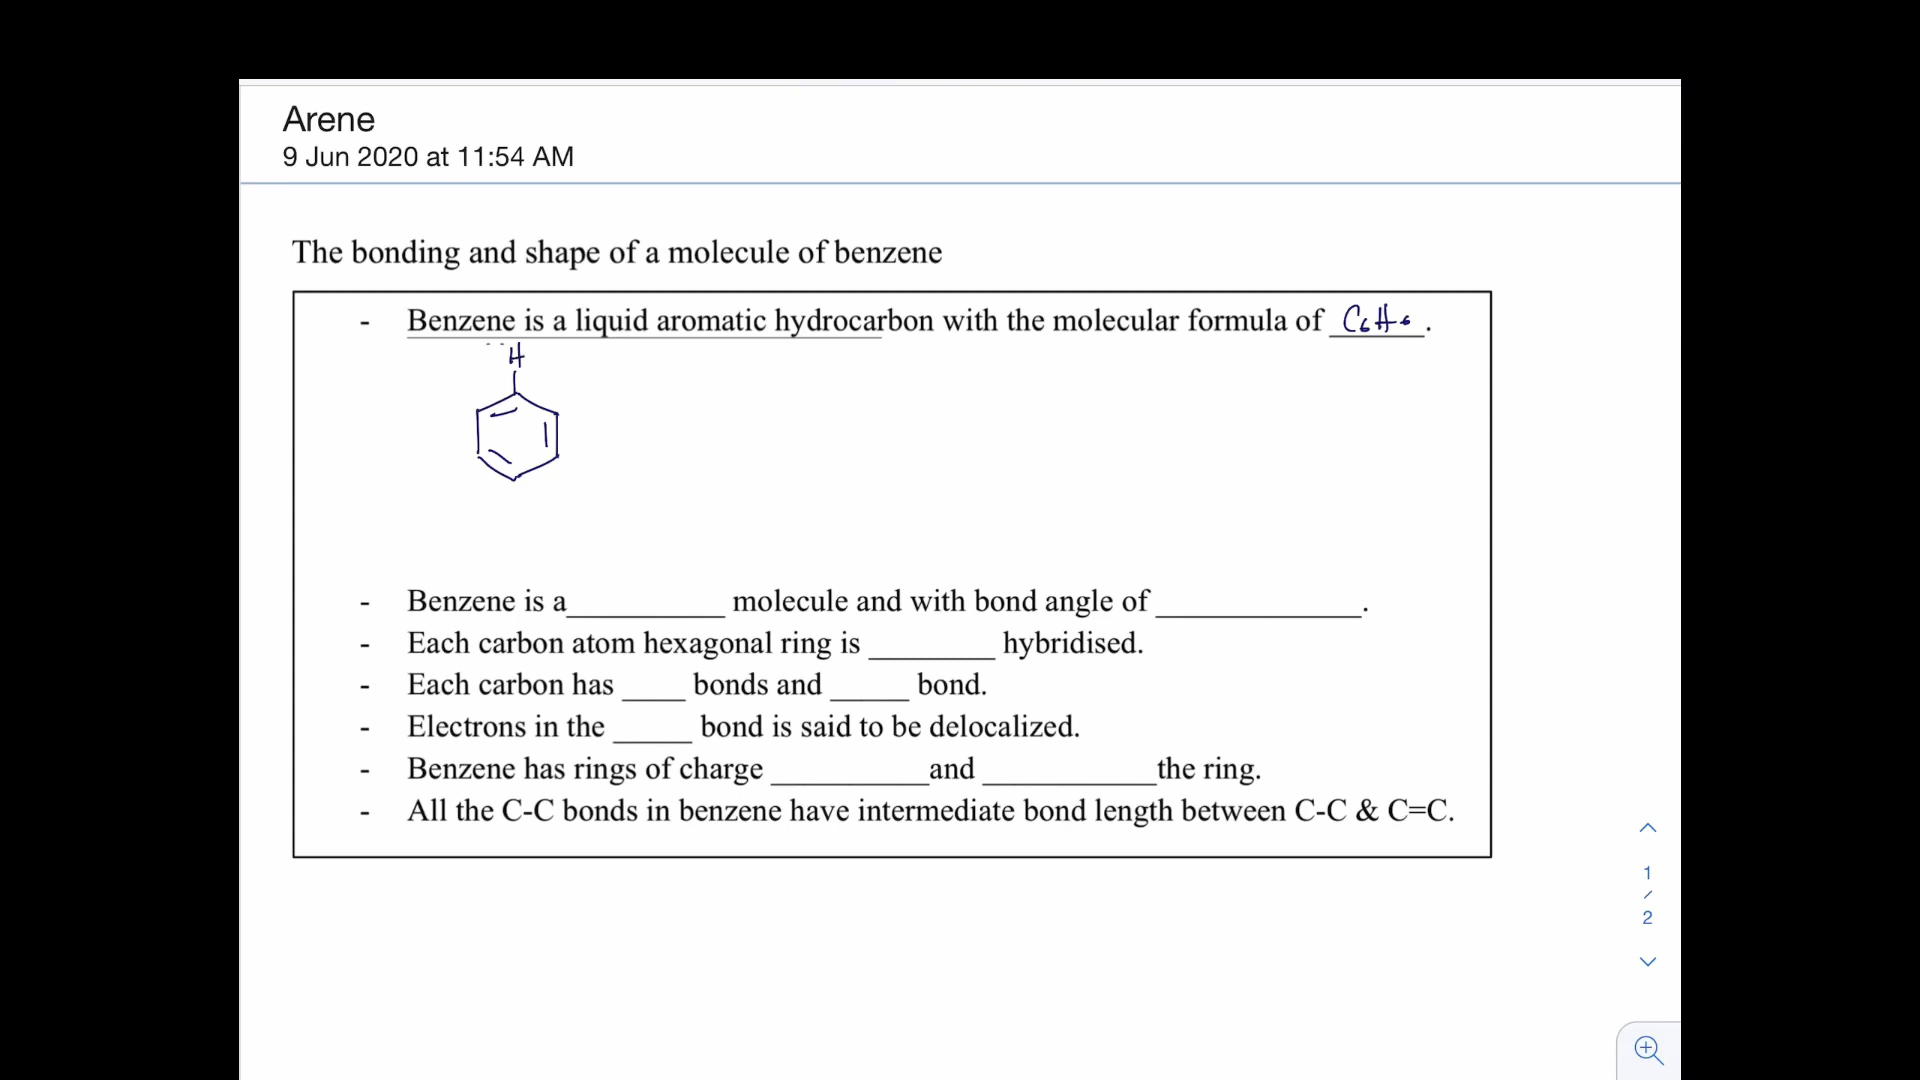 Arene
9 Jun 2020 at 11:54 AM
The bonding and shape of a molecule of benzene
- Benzene is a liquid aromatic hydrocarbon with the molecular formula of C6H6.
H
- Benzene is a__________ molecule and with bond angle of _____________.
- Each carbon atom hexagonal ring is ________ hybridised.
- Each carbon has ____ bonds and _____ bond.
- Electrons in the _____ bond is said to be delocalized.
- Benzene has rings of charge __________and ___________the ring.
- All the C-C bonds in benzene have intermediate bond length between C-C & C=C.
1
/
2